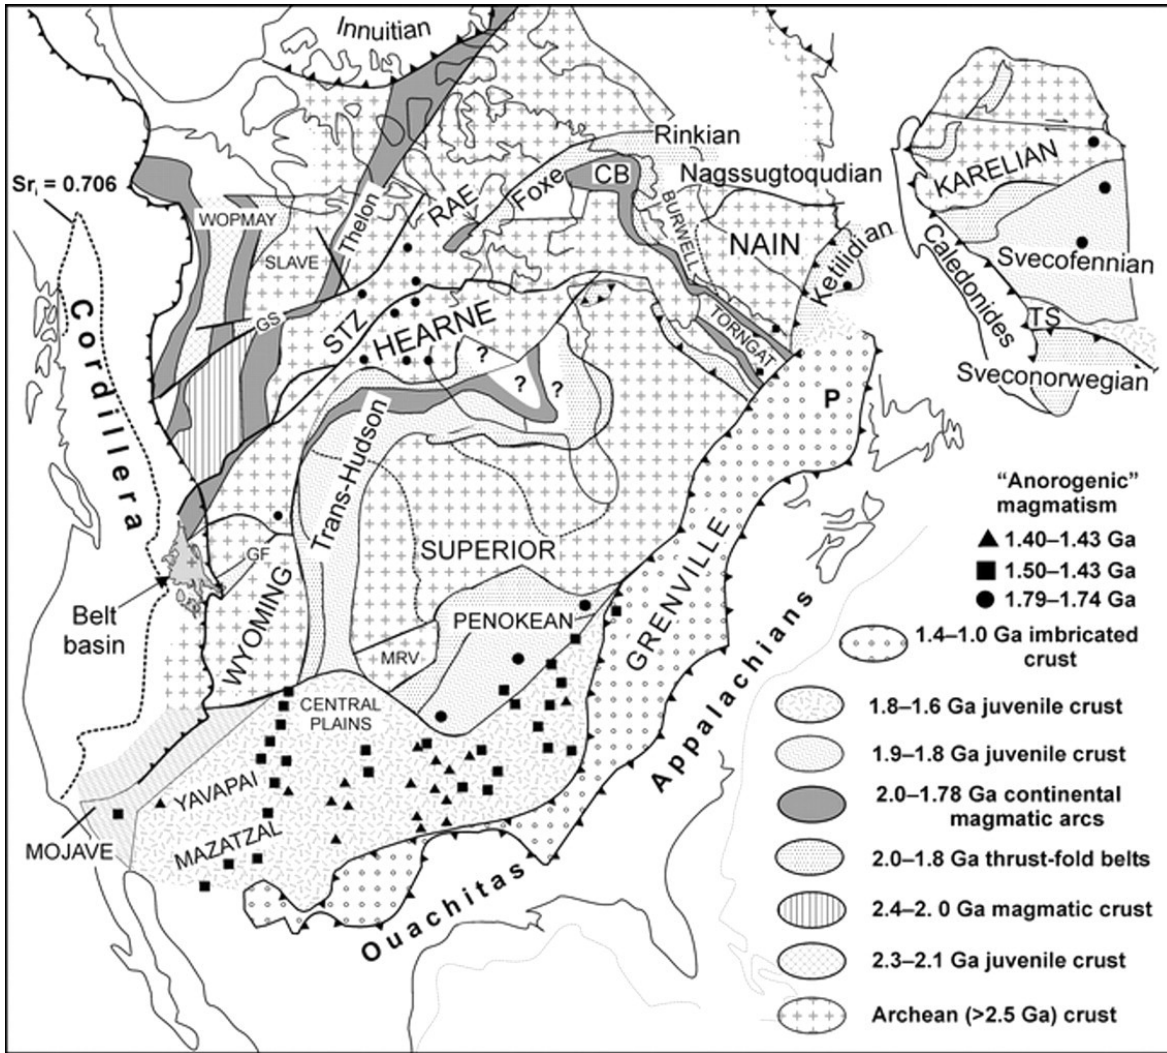 Innuitian
Rinkian
Nagssugtoqudian
Foxe
CB
BURWELL
NAIN
Ketilidian
KARELIAN
Svecofennian
Caledonides
TS
Sveconorwegian
Srᵢ = 0.706
WOPMAY
SLAVE
Thelon
RAE
GS
STZ
HEARNE
?
?
?
TORNGAT
P
Cordillera
Trans-Hudson
SUPERIOR
GF
Belt
basin
WYOMING
MRV
PENOKEAN
GRENVILLE
Appalachians
CENTRAL
PLAINS
YAVAPAI
MAZATZAL
MOJAVE
Ouachitas
“Anorogenic”
magmatism
1.40–1.43 Ga
1.50–1.43 Ga
1.79–1.74 Ga
1.4–1.0 Ga imbricated
crust
1.8–1.6 Ga juvenile crust
1.9–1.8 Ga juvenile crust
2.0–1.78 Ga continental
magmatic arcs
2.0–1.8 Ga thrust-fold belts
2.4–2. 0 Ga magmatic crust
2.3–2.1 Ga juvenile crust
Archean (>2.5 Ga) crust